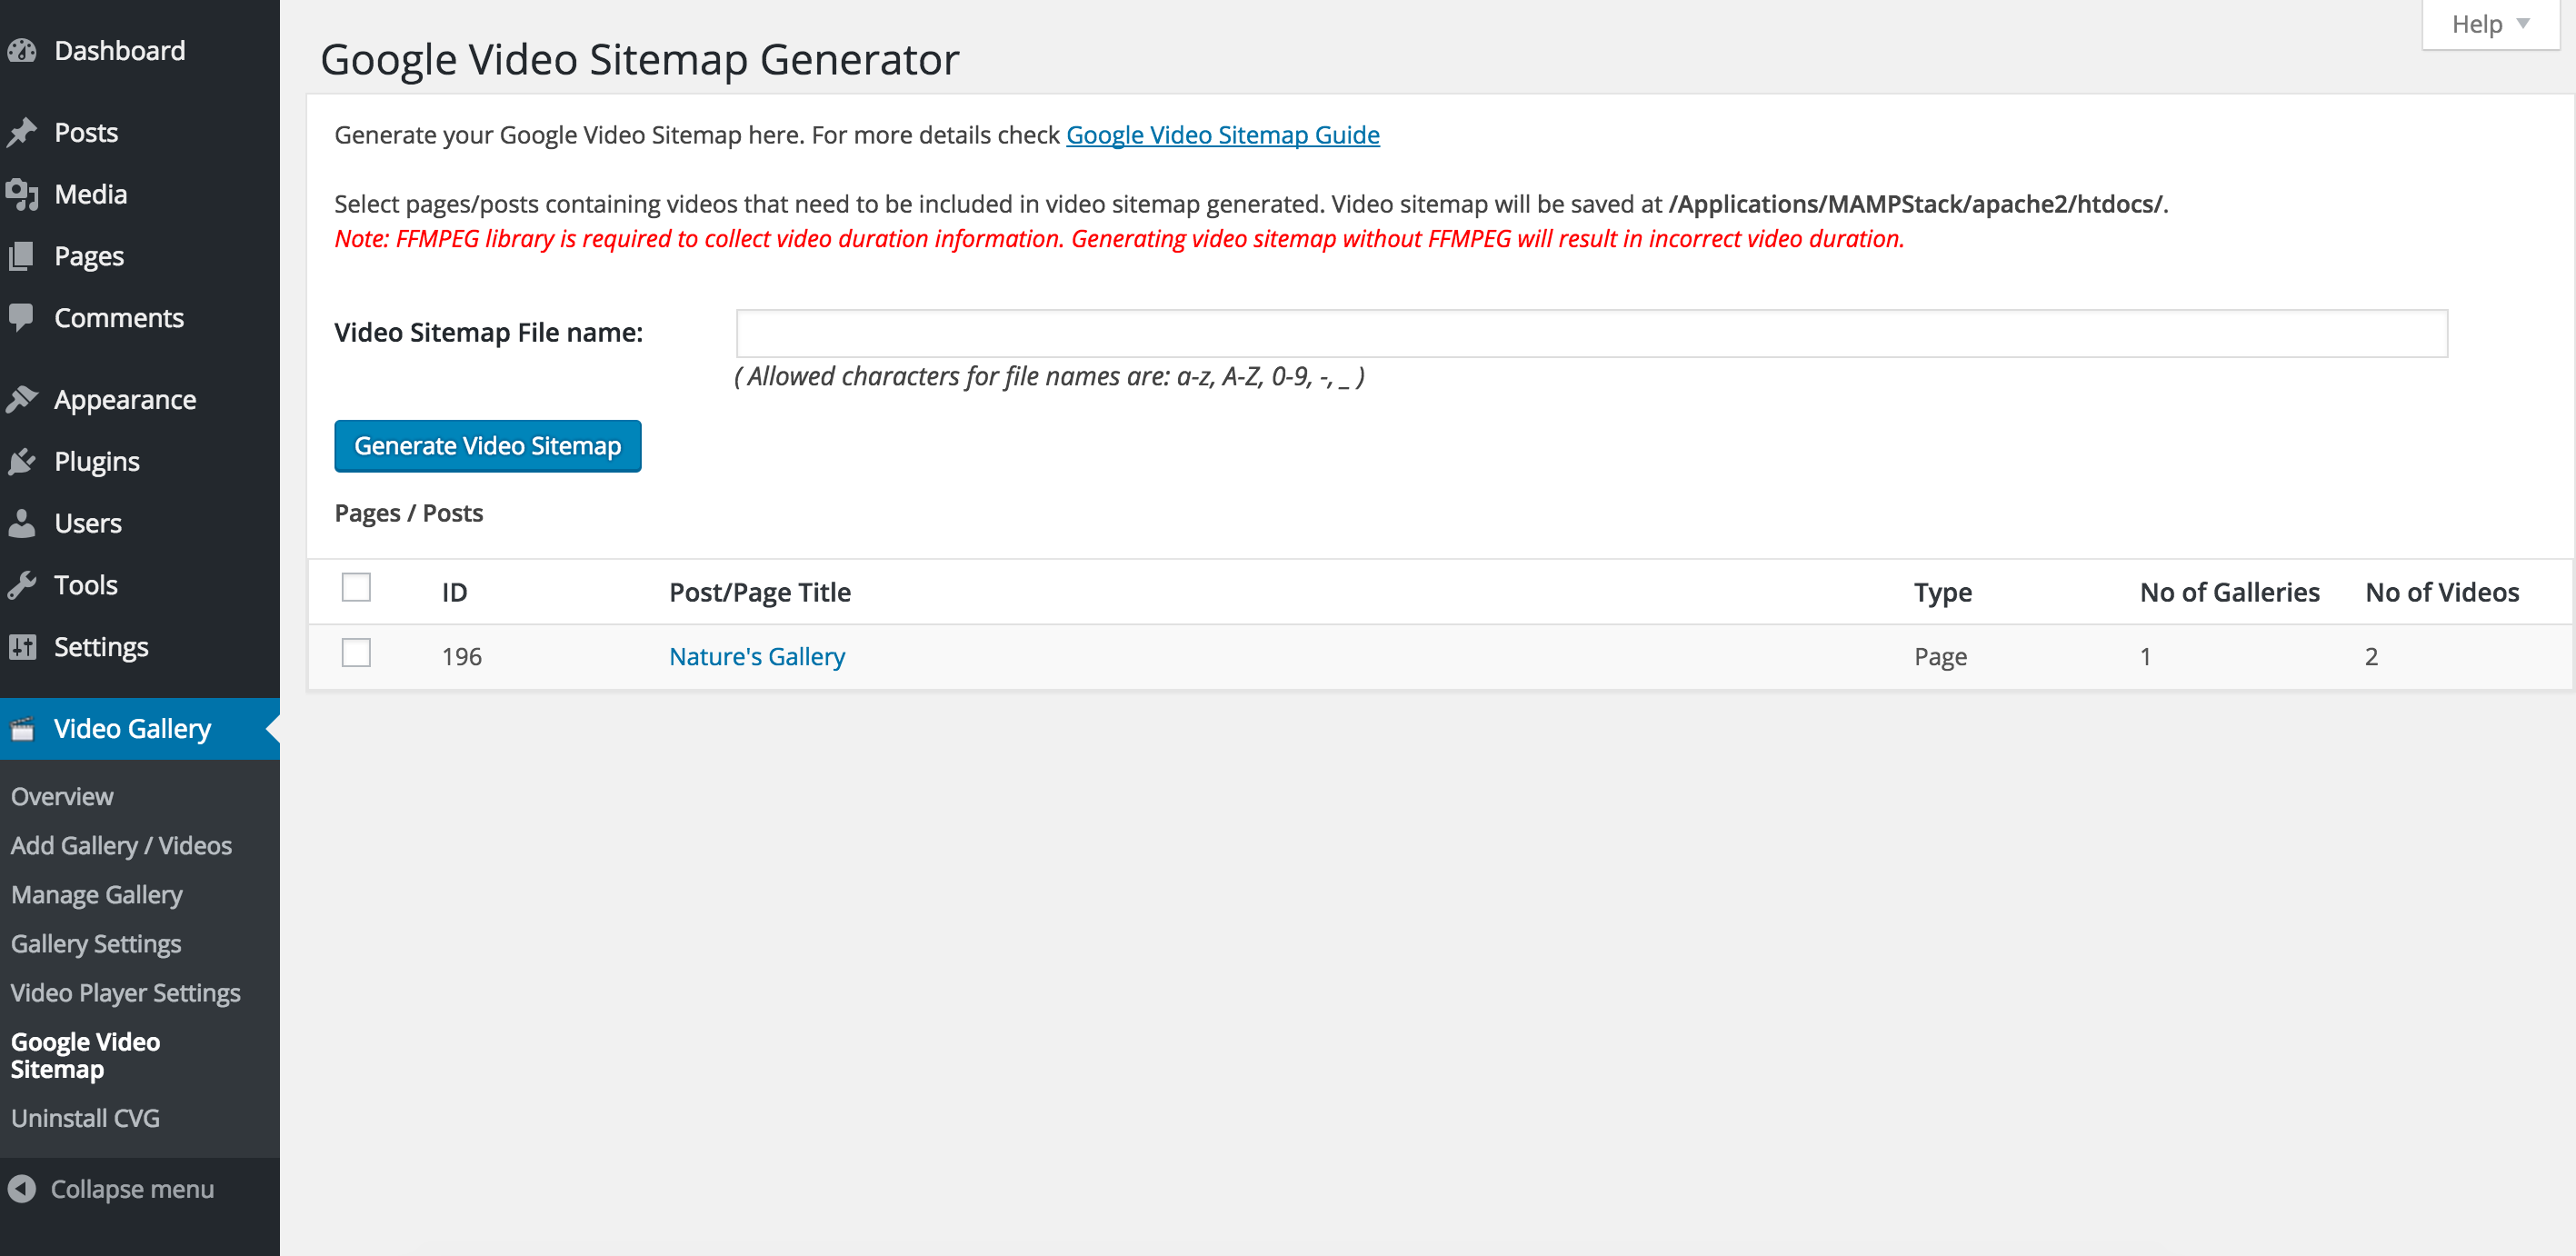 Dashboard
Posts
Media
Pages
Comments
Appearance
Plugins
Users
Tools
Settings
Video Gallery
Overview
Add Gallery / Videos
Manage Gallery
Gallery Settings
Video Player Settings
Google Video
Sitemap
Uninstall CVG
Collapse menu
Help
Google Video Sitemap Generator
Generate your Google Video Sitemap here. For more details check Google Video Sitemap Guide
Select pages/posts containing videos that need to be included in video sitemap generated. Video sitemap will be saved at /Applications/MAMPStack/apache2/htdocs/.
Note: FFMPEG library is required to collect video duration information. Generating video sitemap without FFMPEG will result in incorrect video duration.
Video Sitemap File name:
( Allowed characters for file names are: a-z, A-Z, 0-9, -, _ )
Generate Video Sitemap
Pages / Posts
ID Post/Page Title Type No of Galleries No of Videos
196 Nature's Gallery Page 1 2